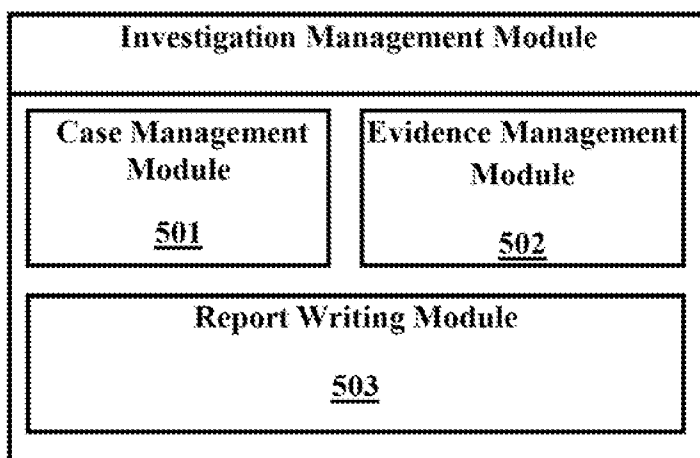 Investigation Management Module
Case Management
Module
501
Evidence Management
Module
502
Report Writing Module
503